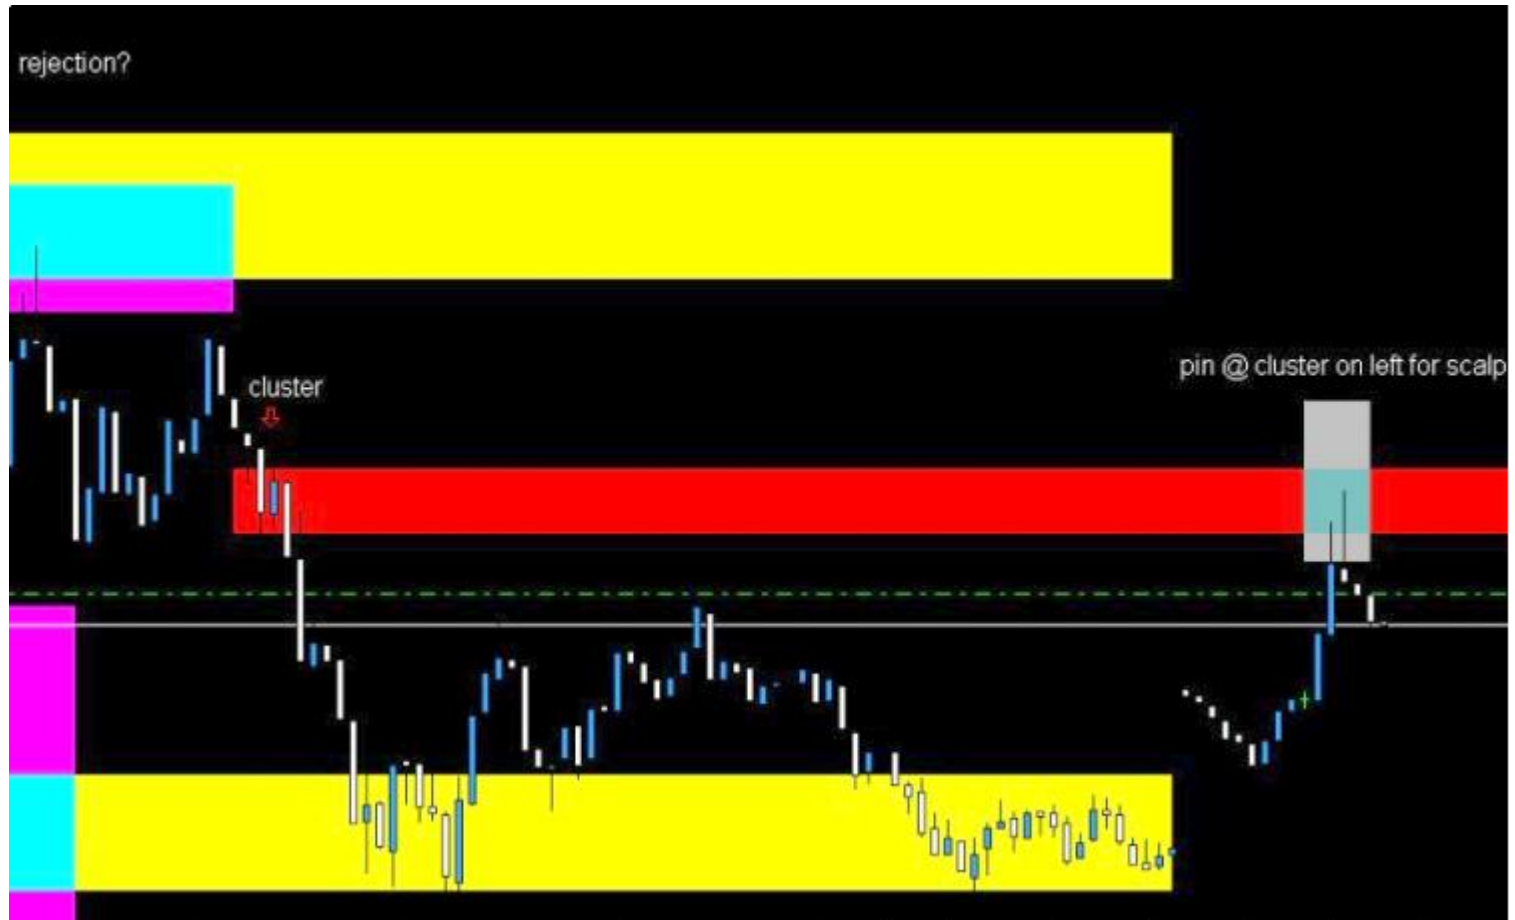 rejection?
pin @ cluster on left for scalp
cluster